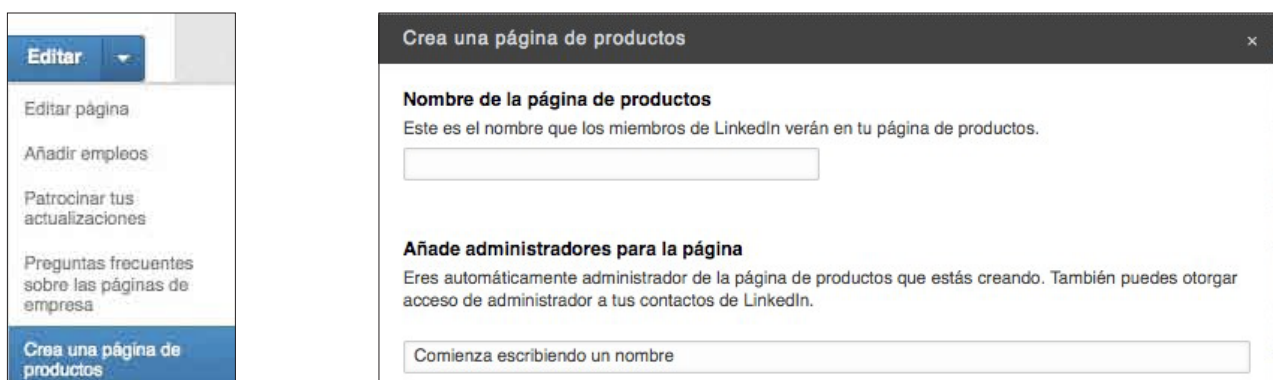 Editar
Editar página
Añadir empleos
Patrocinar tus
actualizaciones
Preguntas frecuentes
sobre las páginas de
empresa
Crea una página de
productos
Crea una página de productos
×
Nombre de la página de productos
Este es el nombre que los miembros de LinkedIn verán en tu página de productos.
Añade administradores para la página
Eres automáticamente administrador de la página de productos que estás creando. También puedes otorgar
acceso de administrador a tus contactos de LinkedIn.
Comienza escribiendo un nombre